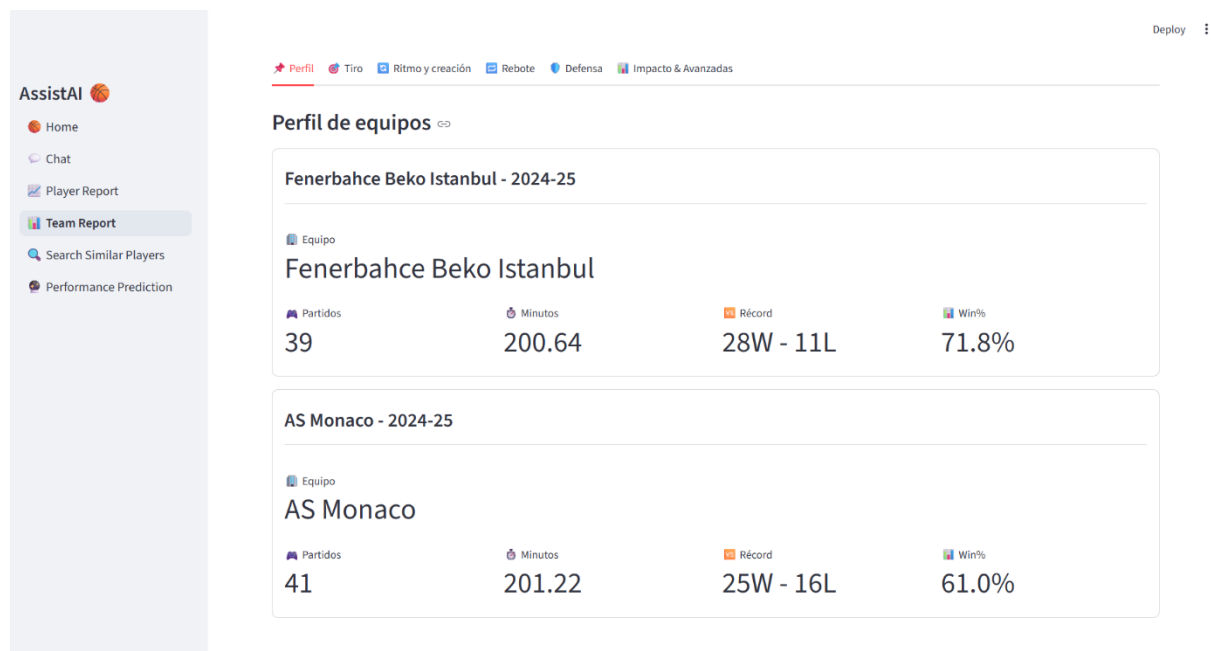 Deploy
AssistAI
Home
Chat
Player Report
Team Report
Search Similar Players
Performance Prediction
Perfil Tiro Ritmo y creación Rebote Defensa Impacto & Avanzadas
Perfil de equipos
Fenerbahce Beko Istanbul - 2024-25
Equipo
Fenerbahce Beko Istanbul
Partidos Minutos VS Récord Win%
39 200.64 28W - 11L 71.8%
AS Monaco - 2024-25
Equipo
AS Monaco
Partidos Minutos VS Récord Win%
41 201.22 25W - 16L 61.0%